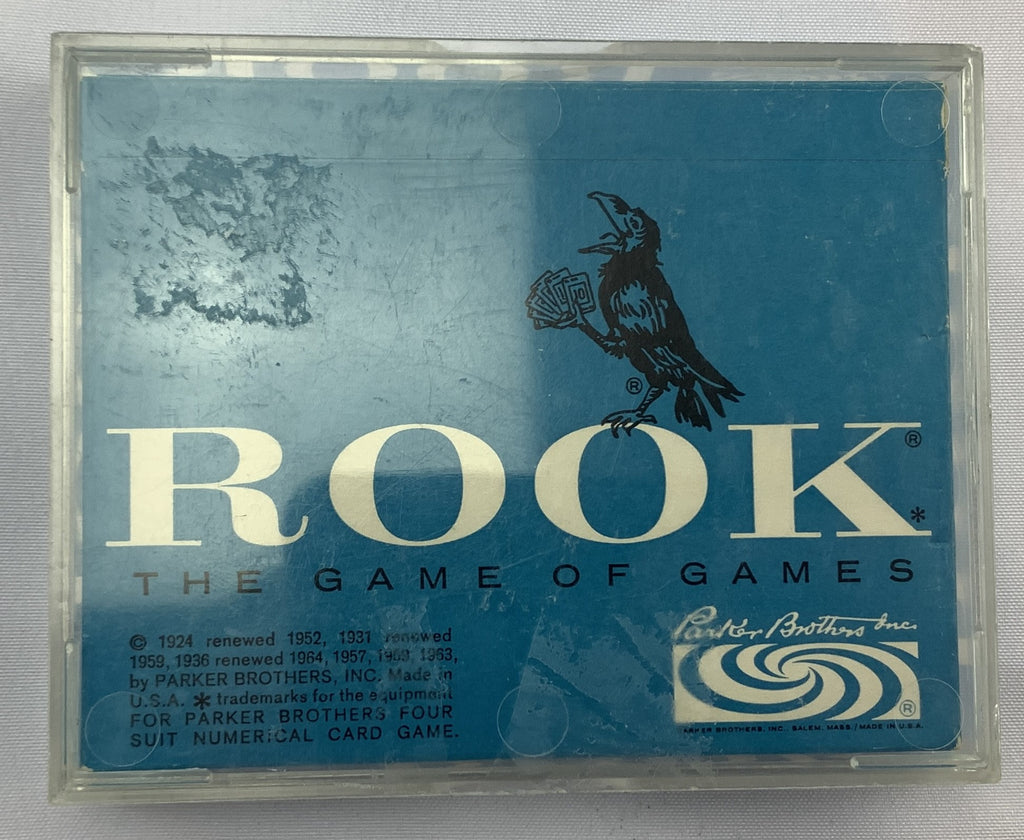 10
®
ROOK®
*
THE GAME OF GAMES
© 1924 renewed 1952, 1931 renewed
1959, 1936 renewed 1964, 1957, 1959, 1963,
by PARKER BROTHERS, INC. Made in
U.S.A. * trademarks for the equipment
FOR PARKER BROTHERS FOUR
SUIT NUMERICAL CARD GAME.
Parker Brothers Inc.
®
PARKER BROTHERS, INC., SALEM, MASS. / MADE IN U.S.A.